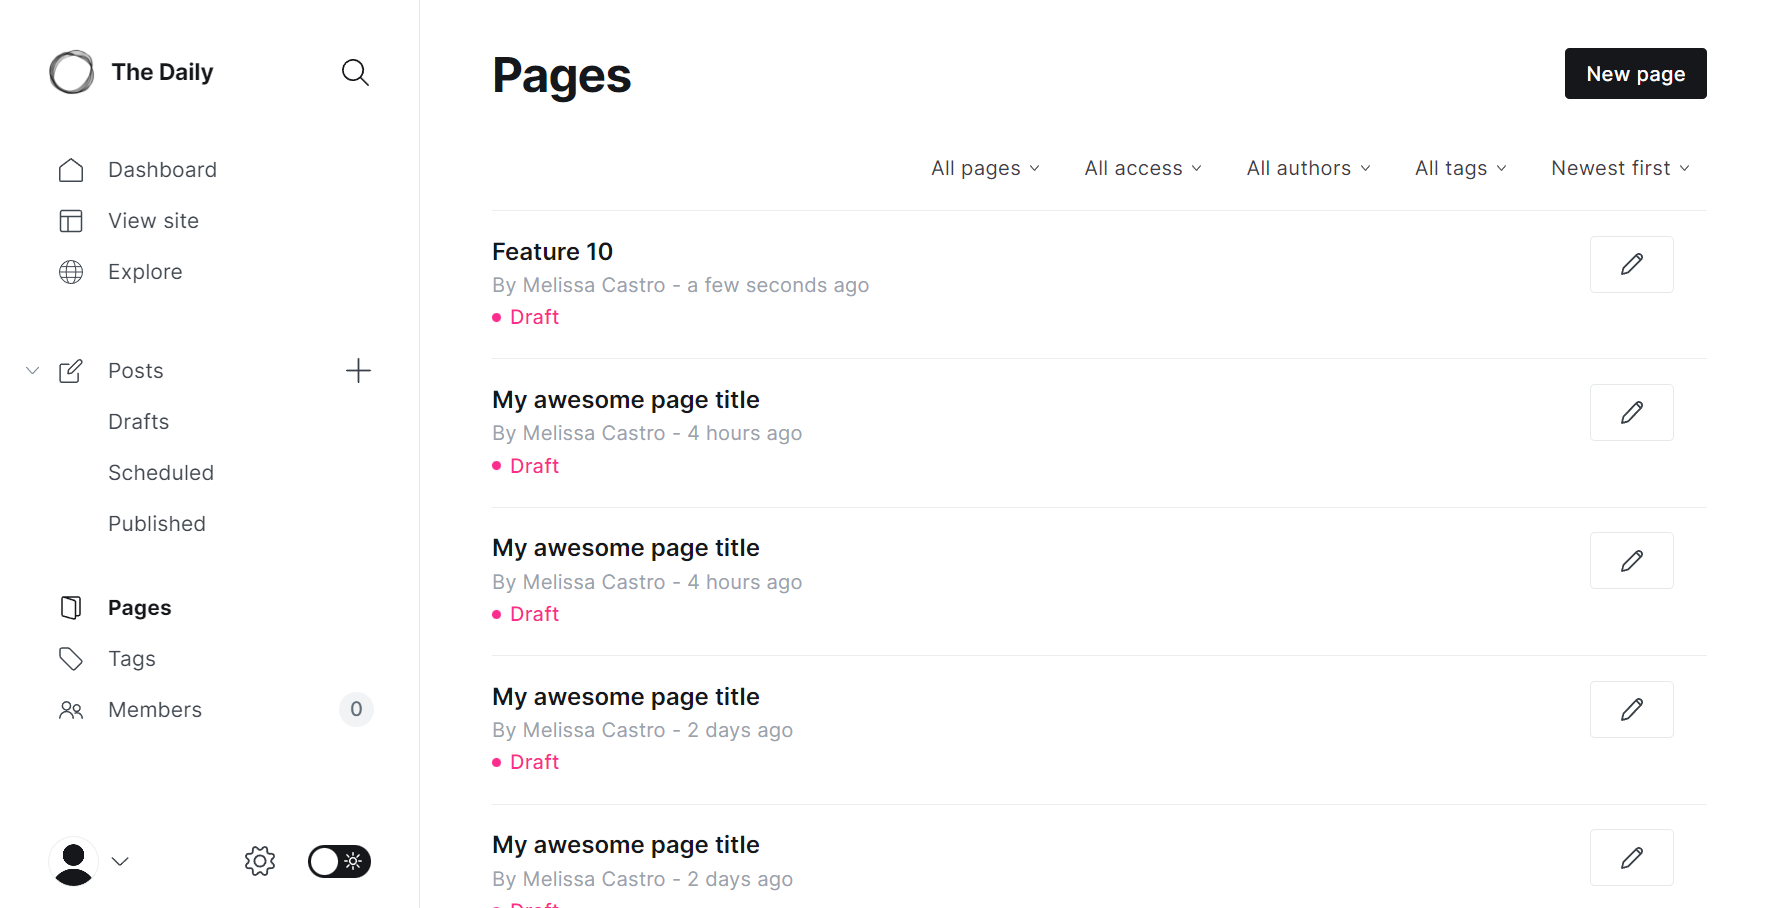 The Daily
Dashboard
View site
Explore
Posts
Drafts
Scheduled
Published
Pages
Tags
Members
0
Pages
New page
All pages
All access
All authors
All tags
Newest first
Feature 10
By Melissa Castro - a few seconds ago
Draft
My awesome page title
By Melissa Castro - 4 hours ago
Draft
My awesome page title
By Melissa Castro - 4 hours ago
Draft
My awesome page title
By Melissa Castro - 2 days ago
Draft
My awesome page title
By Melissa Castro - 2 days ago
Draft